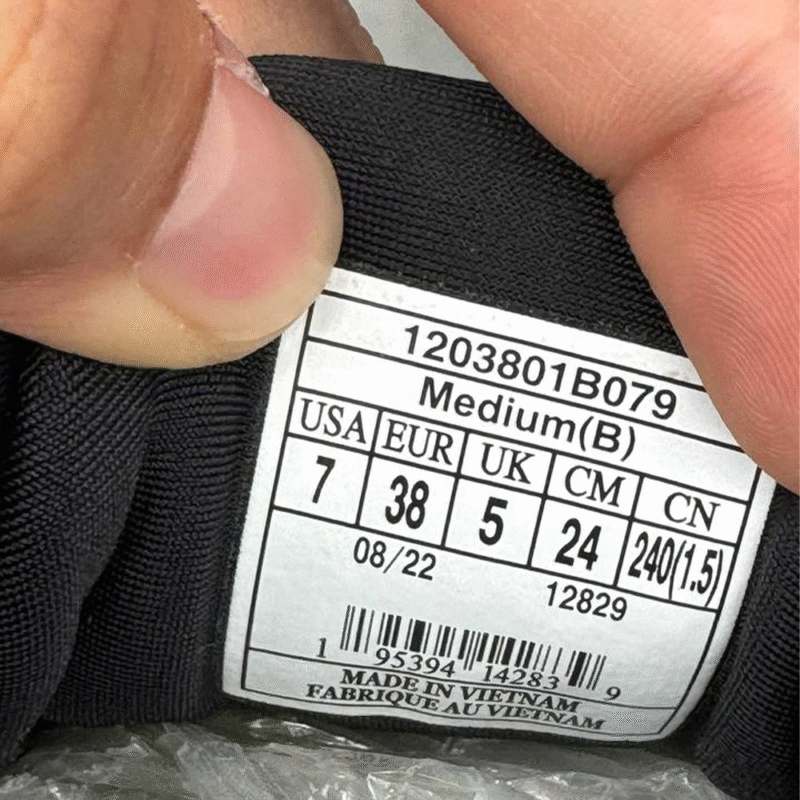 1203801B079
Medium(B)
USA EUR UK CM CN
7 38 5 24 240(1.5)
08/22
12829
1 95394 14283 9
MADE IN VIETNAM
FABRIQUE AU VIETNAM